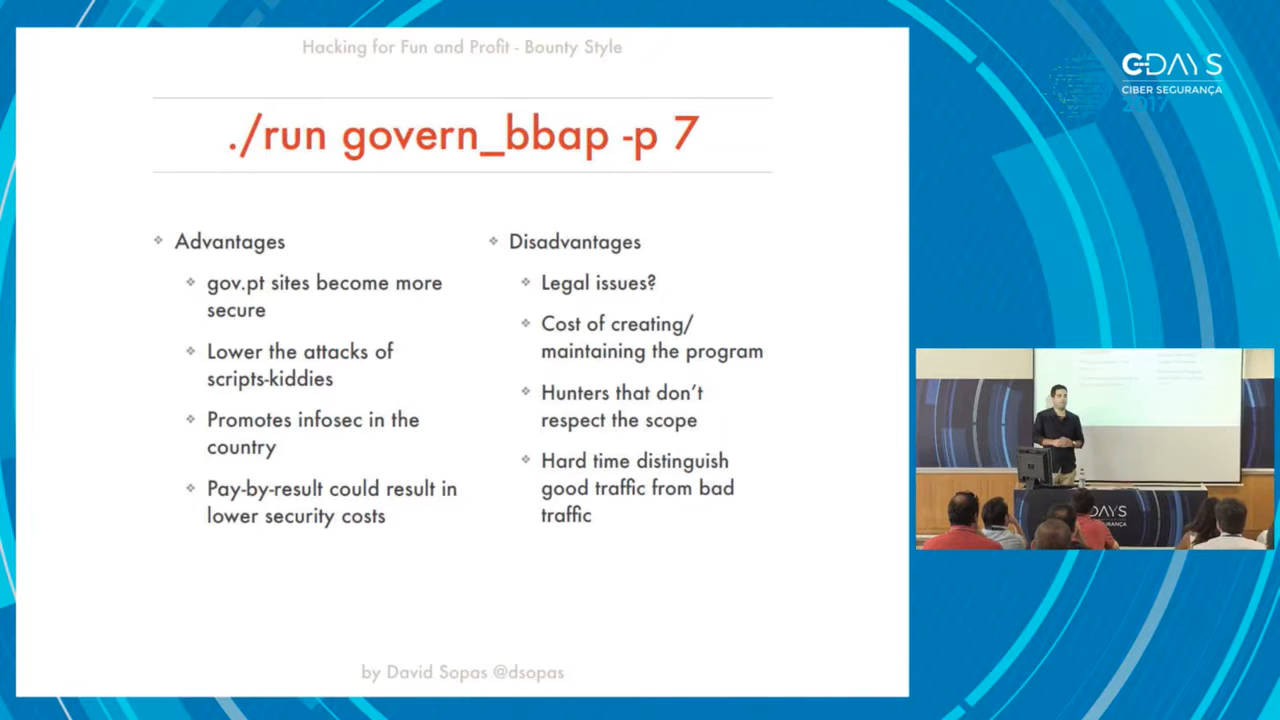 Hacking for Fun and Profit - Bounty Style
./run govern_bbap -p 7
Advantages
gov.pt sites become more
secure
Lower the attacks of
scripts-kiddies
Promotes infosec in the
country
Pay-by-result could result in
lower security costs
Disadvantages
Legal issues?
Cost of creating/
maintaining the program
Hunters that don't
respect the scope
Hard time distinguish
good traffic from bad
traffic
by David Sopas @dsopas
C-DAYS
CIBER SEGURANÇA
2017
DAYS